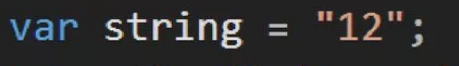 var string = "12";